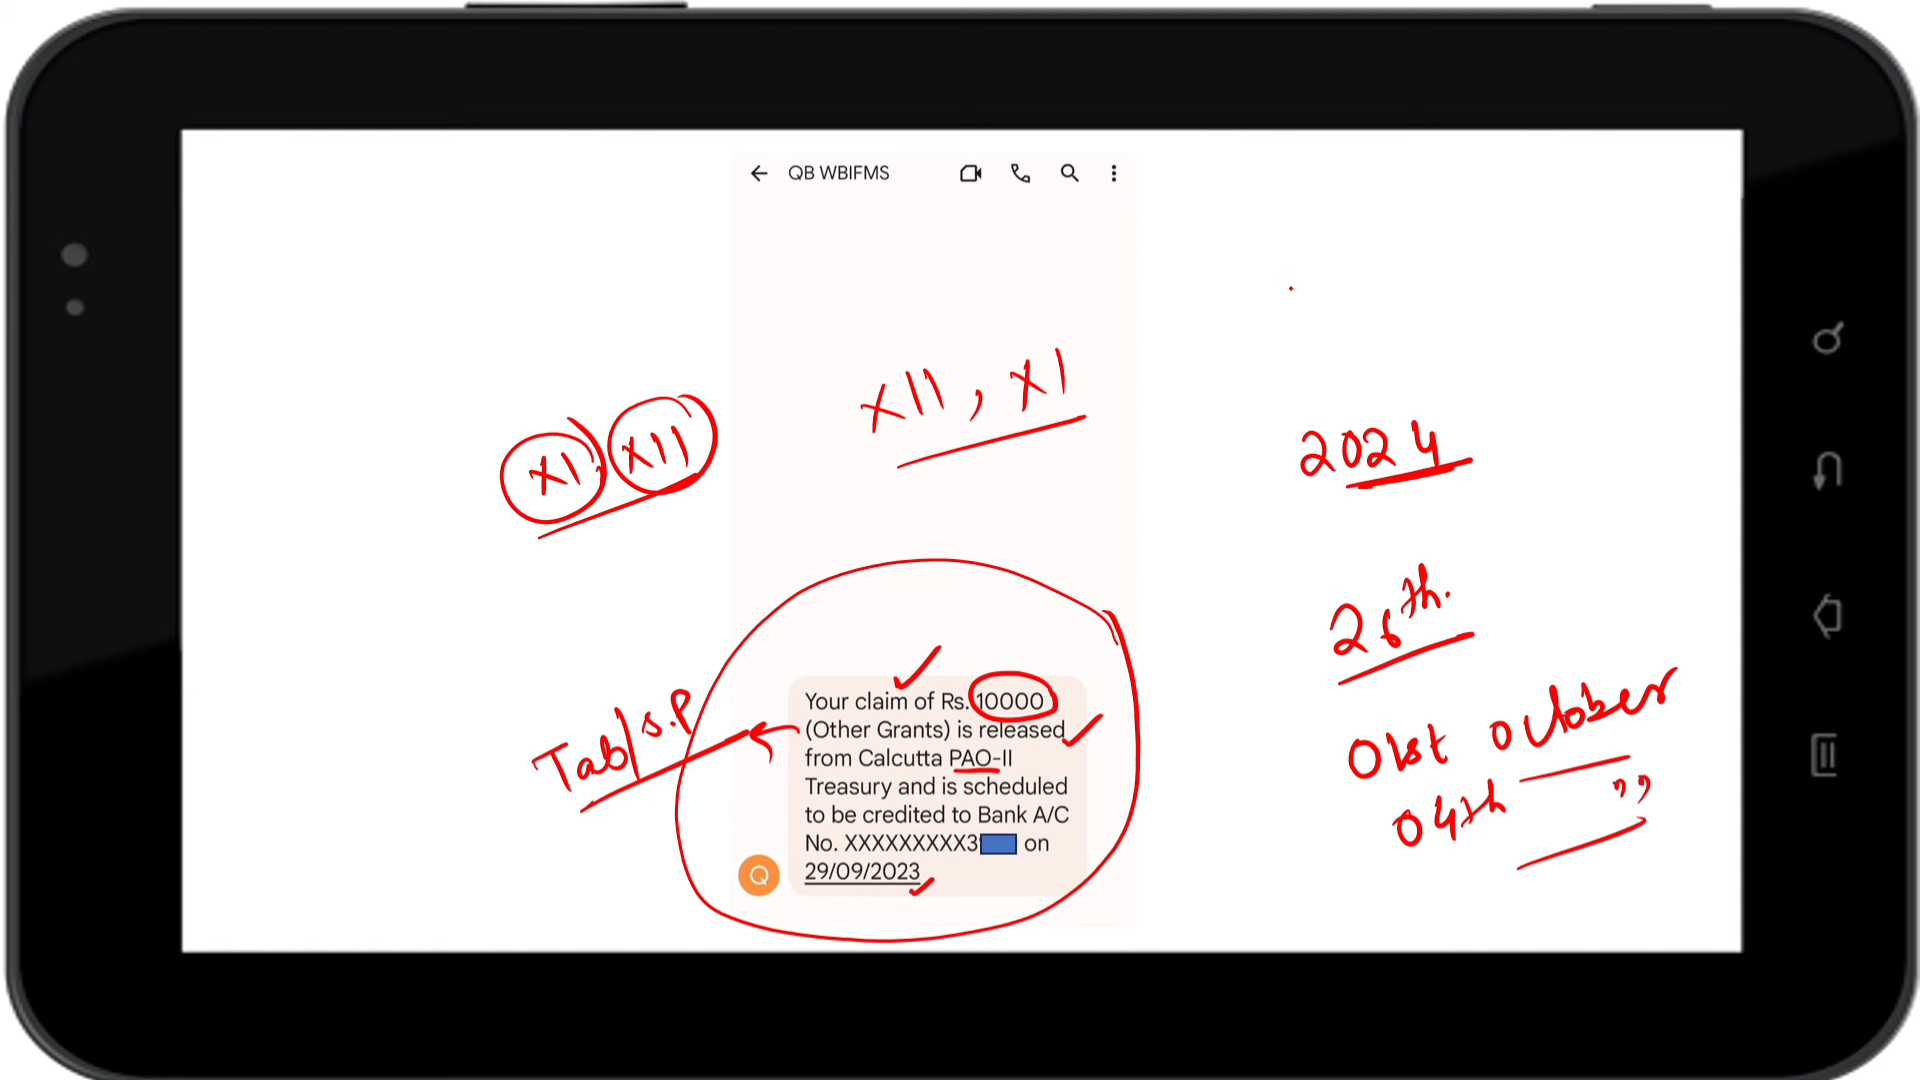 QB WBIFMS
XII, XI
XI, XII
2024
26th.
Your claim of Rs. 10000
(Other Grants) is released
from Calcutta PAO-II
Treasury and is scheduled
to be credited to Bank A/C
No. XXXXXXXXX3 on
29/09/2023
Q
Tab/S.P
01st October
04th ,,